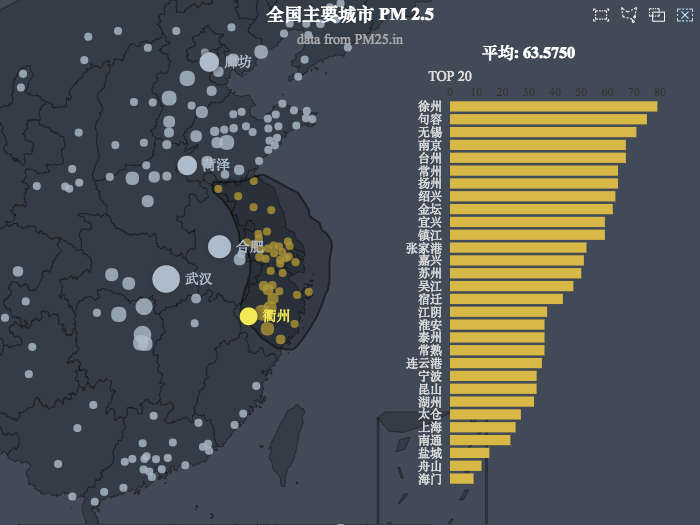 全国主要城市 PM 2.5
data from PM25.in
平均: 63.5750
TOP 20
0 10 20 30 40 50 60 70 80
徐州
句容
无锡
南京
台州
常州
扬州
绍兴
金坛
宜兴
镇江
张家港
嘉兴
苏州
吴江
宿迁
江阴
淮安
泰州
常熟
连云港
宁波
昆山
湖州
太仓
上海
南通
盐城
舟山
海门
廊坊
菏泽
合肥
武汉
衢州